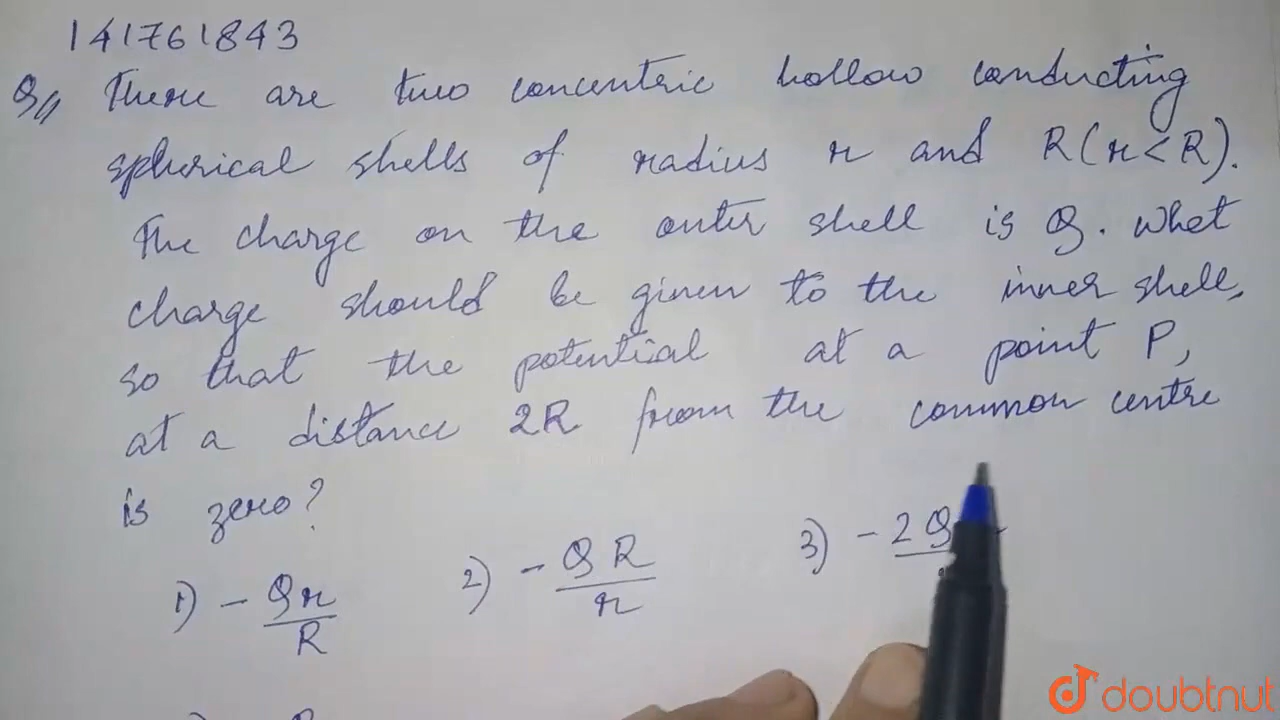 141761843
Q// There are two concentric hollow conducting
spherical shells of radius r and R (r < R).
The charge on the outer shell is Q. What
charge should be given to the inner shell,
so that the potential at a point P,
at a distance 2R from the common centre
is zero?
1) - Qr/R
2) - QR/r
3) - 2Q
doubtnut